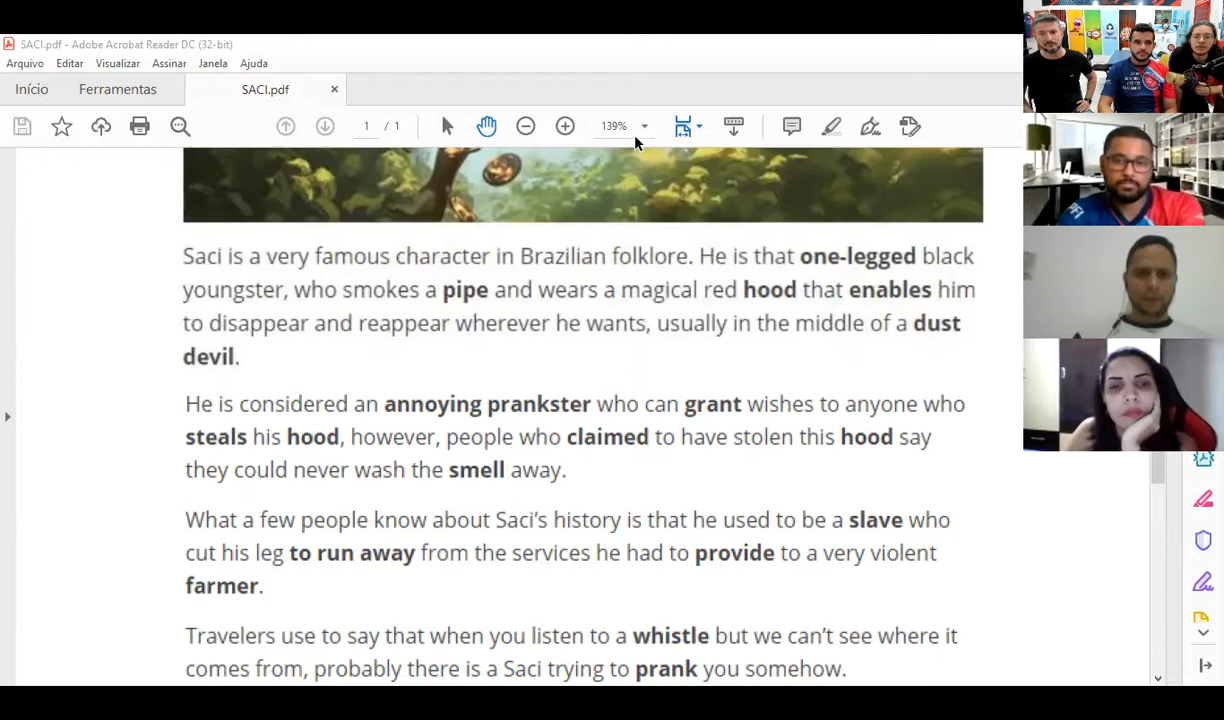 SACI.pdf - Adobe Acrobat Reader DC (32-bit)
Arquivo Editar Visualizar Assinar Janela Ajuda
Início Ferramentas SACI.pdf ×
1 / 1 139%
Saci is a very famous character in Brazilian folklore. He is that one-legged black
youngster, who smokes a pipe and wears a magical red hood that enables him
to disappear and reappear wherever he wants, usually in the middle of a dust
devil.
He is considered an annoying prankster who can grant wishes to anyone who
steals his hood, however, people who claimed to have stolen this hood say
they could never wash the smell away.
What a few people know about Saci's history is that he used to be a slave who
cut his leg to run away from the services he had to provide to a very violent
farmer.
Travelers use to say that when you listen to a whistle but we can't see where it
comes from, probably there is a Saci trying to prank you somehow.